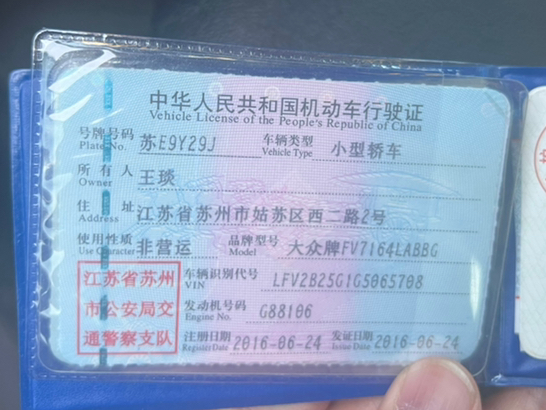 中华人民共和国机动车行驶证
Vehicle License of the People's Republic of China
号牌号码 苏E9Y29J 车辆类型 小型轿车
Plate No. Vehicle Type
所有人 王琰
Owner
住址 江苏省苏州市姑苏区西二路2号
Address
使用性质 非营运 品牌型号 大众牌FV7164LABBG
Use Character Model
江苏省苏州
市公安局交
通警察支队
车辆识别代号 LFV2B25G1G5065708
VIN
发动机号码 G88106
Engine No.
注册日期 2016-06-24 发证日期 2016-06-24
Register Date Issue Date